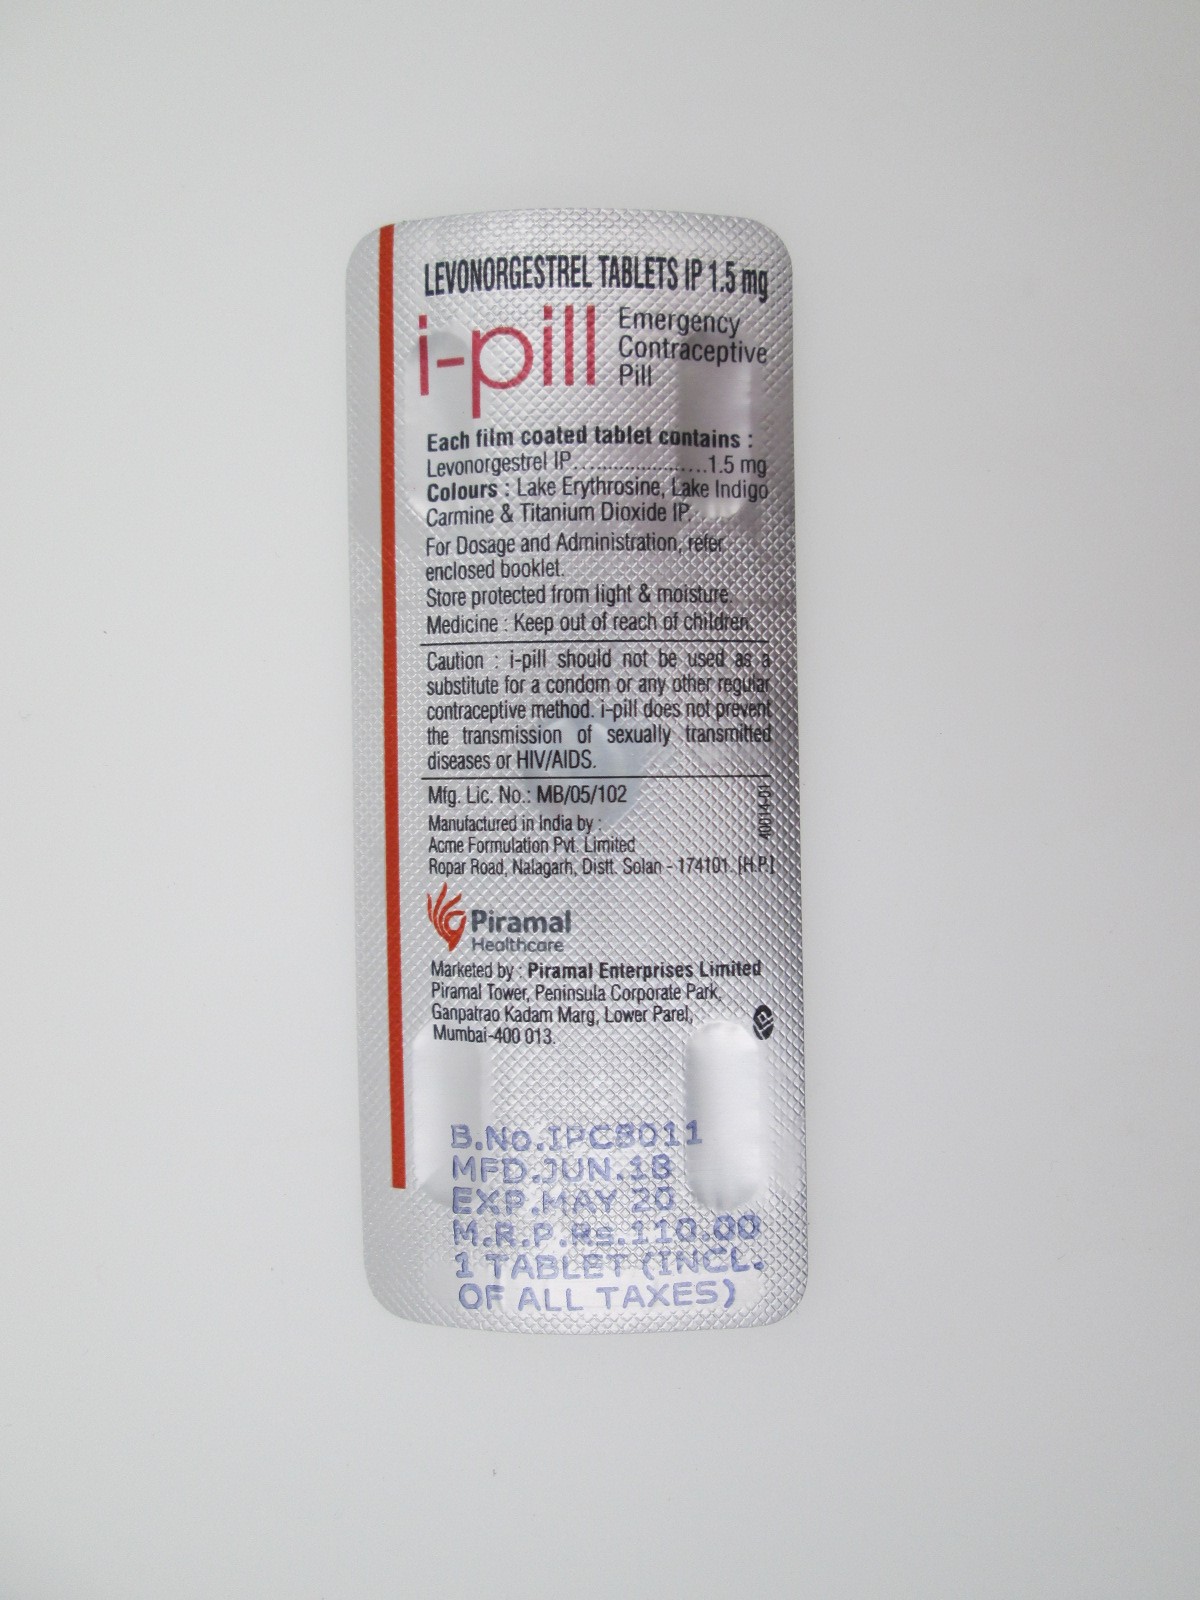 LEVONORGESTREL TABLETS IP 1.5 mg
i-pill
Emergency
Contraceptive
Pill
Each film coated tablet contains :
Levonorgestrel IP.........................1.5 mg
Colours : Lake Erythrosine, Lake Indigo
Carmine & Titanium Dioxide IP.
For Dosage and Administration, refer
enclosed booklet.
Store protected from light & moisture.
Medicine : Keep out of reach of children.
Caution : i-pill should not be used as a
substitute for a condom or any other regular
contraceptive method. i-pill does not prevent
the transmission of sexually transmitted
diseases or HIV/AIDS.
Mfg. Lic. No.: MB/05/102
40014-01
Manufactured in India by :
Acme Formulation Pvt. Limited
Ropar Road, Nalagarh, Distt. Solan - 174101. [H.P.]
Piramal
Healthcare
Marketed by : Piramal Enterprises Limited
Piramal Tower, Peninsula Corporate Park,
Ganpatrao Kadam Marg, Lower Parel,
Mumbai-400 013.
B.No.IPC8011
MFD.JUN.18
EXP.MAY 20
M.R.P.Rs.110.00
1 TABLET (INCL.
OF ALL TAXES)